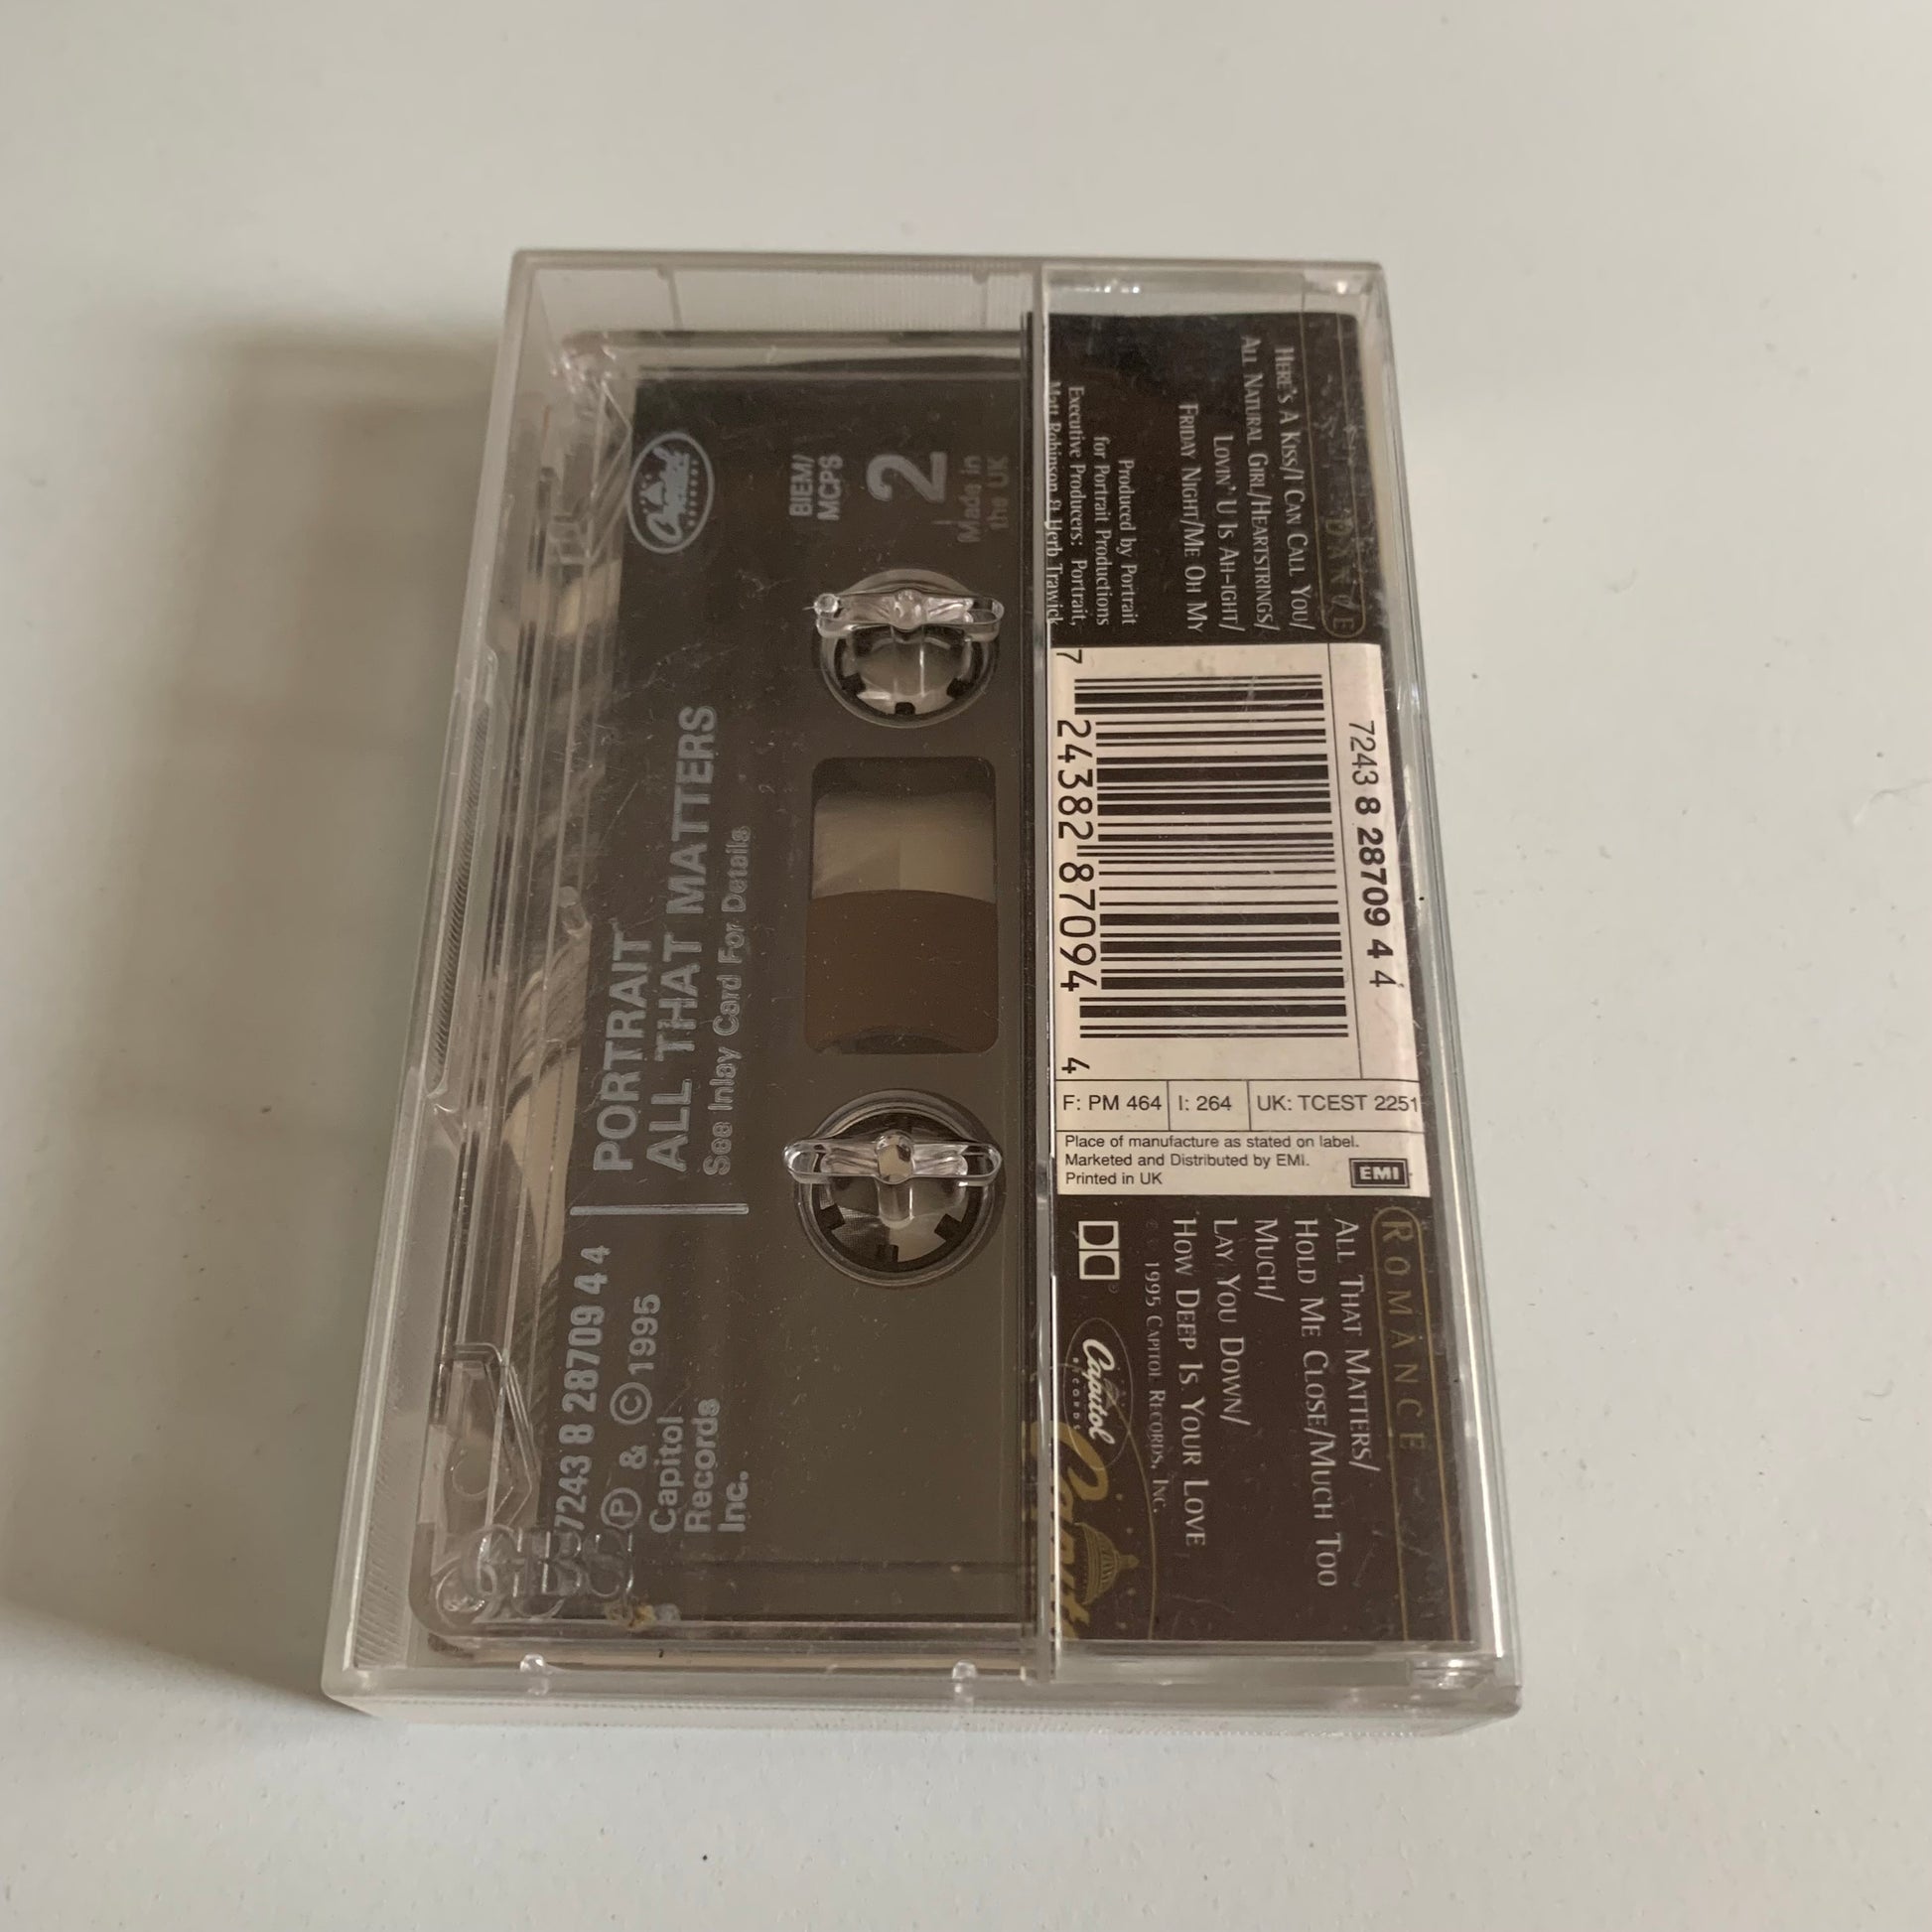 Capitol
RECORDS
BIEM/
MCPS
2
Made in
the UK
PORTRAIT
ALL THAT MATTERS
See Inlay Card For Details
7243 8 28709 4 4
Ⓟ & © 1995
Capitol
Records
Inc.
DANCE
HERE'S A KISS/I CAN CALL YOU/
ALL NATURAL GIRL/HEARTSTRINGS/
LOVIN' U IS AH-IGHT/
FRIDAY NIGHT/ME OH MY
Produced by Portrait
for Portrait Productions
Executive Producers: Portrait,
Matt Robinson & Herb Trawick
7243 8 28709 4 4
7 24382 87094 4
F: PM 464
I: 264
UK: TCEST 2251
Place of manufacture as stated on label.
Marketed and Distributed by EMI.
Printed in UK
EMI
ROMANCE
ALL THAT MATTERS/
HOLD ME CLOSE/MUCH TOO
MUCH/
LAY YOU DOWN/
HOW DEEP IS YOUR LOVE
1995 CAPITOL RECORDS, INC.
Capitol
Records